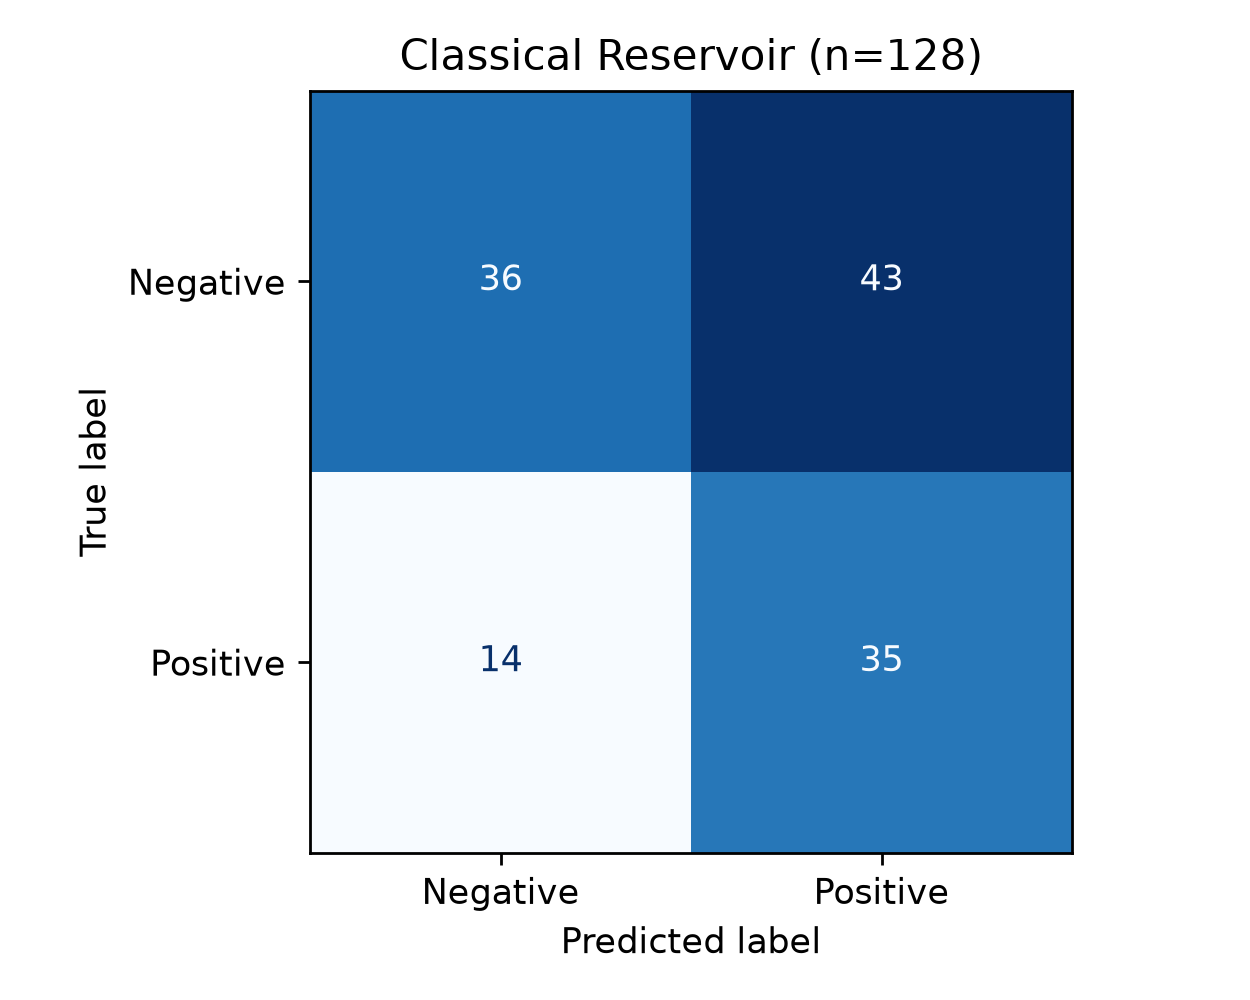 Classical Reservoir (n=128)
Negative
36
43
True label
Positive
14
35
Negative
Positive
Predicted label